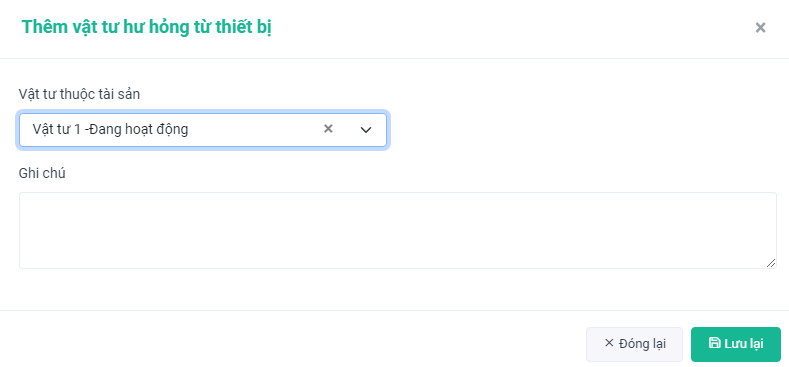 Thêm vật tư hư hỏng từ thiết bị
Vật tư thuộc tài sản
Vật tư 1 -Đang hoạt động
Ghi chú
Đóng lại
Lưu lại